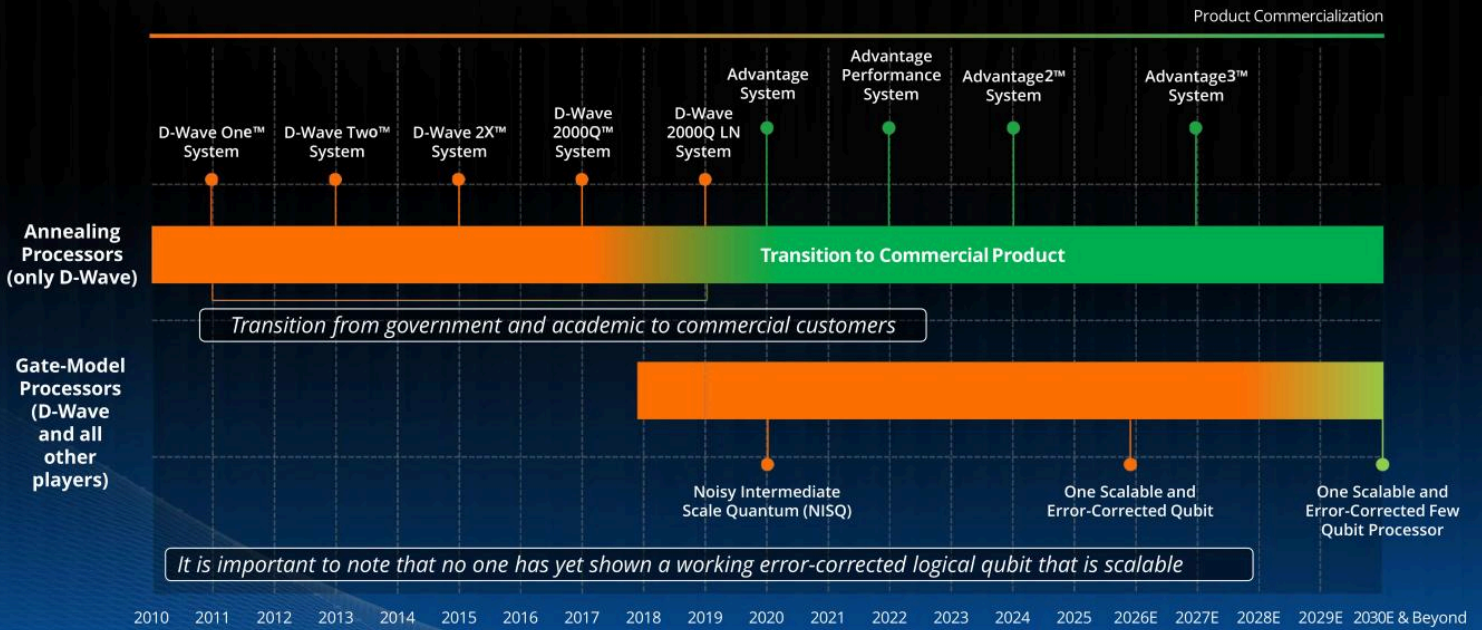 Product Commercialization
D-Wave One™
System
D-Wave Two™
System
D-Wave 2X™
System
D-Wave
2000Q™
System
D-Wave
2000Q LN
System
Advantage
System
Advantage
Performance
System
Advantage2™
System
Advantage3™
System
Annealing
Processors
(only D-Wave)
Transition to Commercial Product
Transition from government and academic to commercial customers
Gate-Model
Processors
(D-Wave
and all
other
players)
Noisy Intermediate
Scale Quantum (NISQ)
One Scalable and
Error-Corrected Qubit
One Scalable and
Error-Corrected Few
Qubit Processor
It is important to note that no one has yet shown a working error-corrected logical qubit that is scalable
2010 2011 2012 2013 2014 2015 2016 2017 2018 2019 2020 2021 2022 2023 2024 2025 2026E 2027E 2028E 2029E 2030E & Beyond